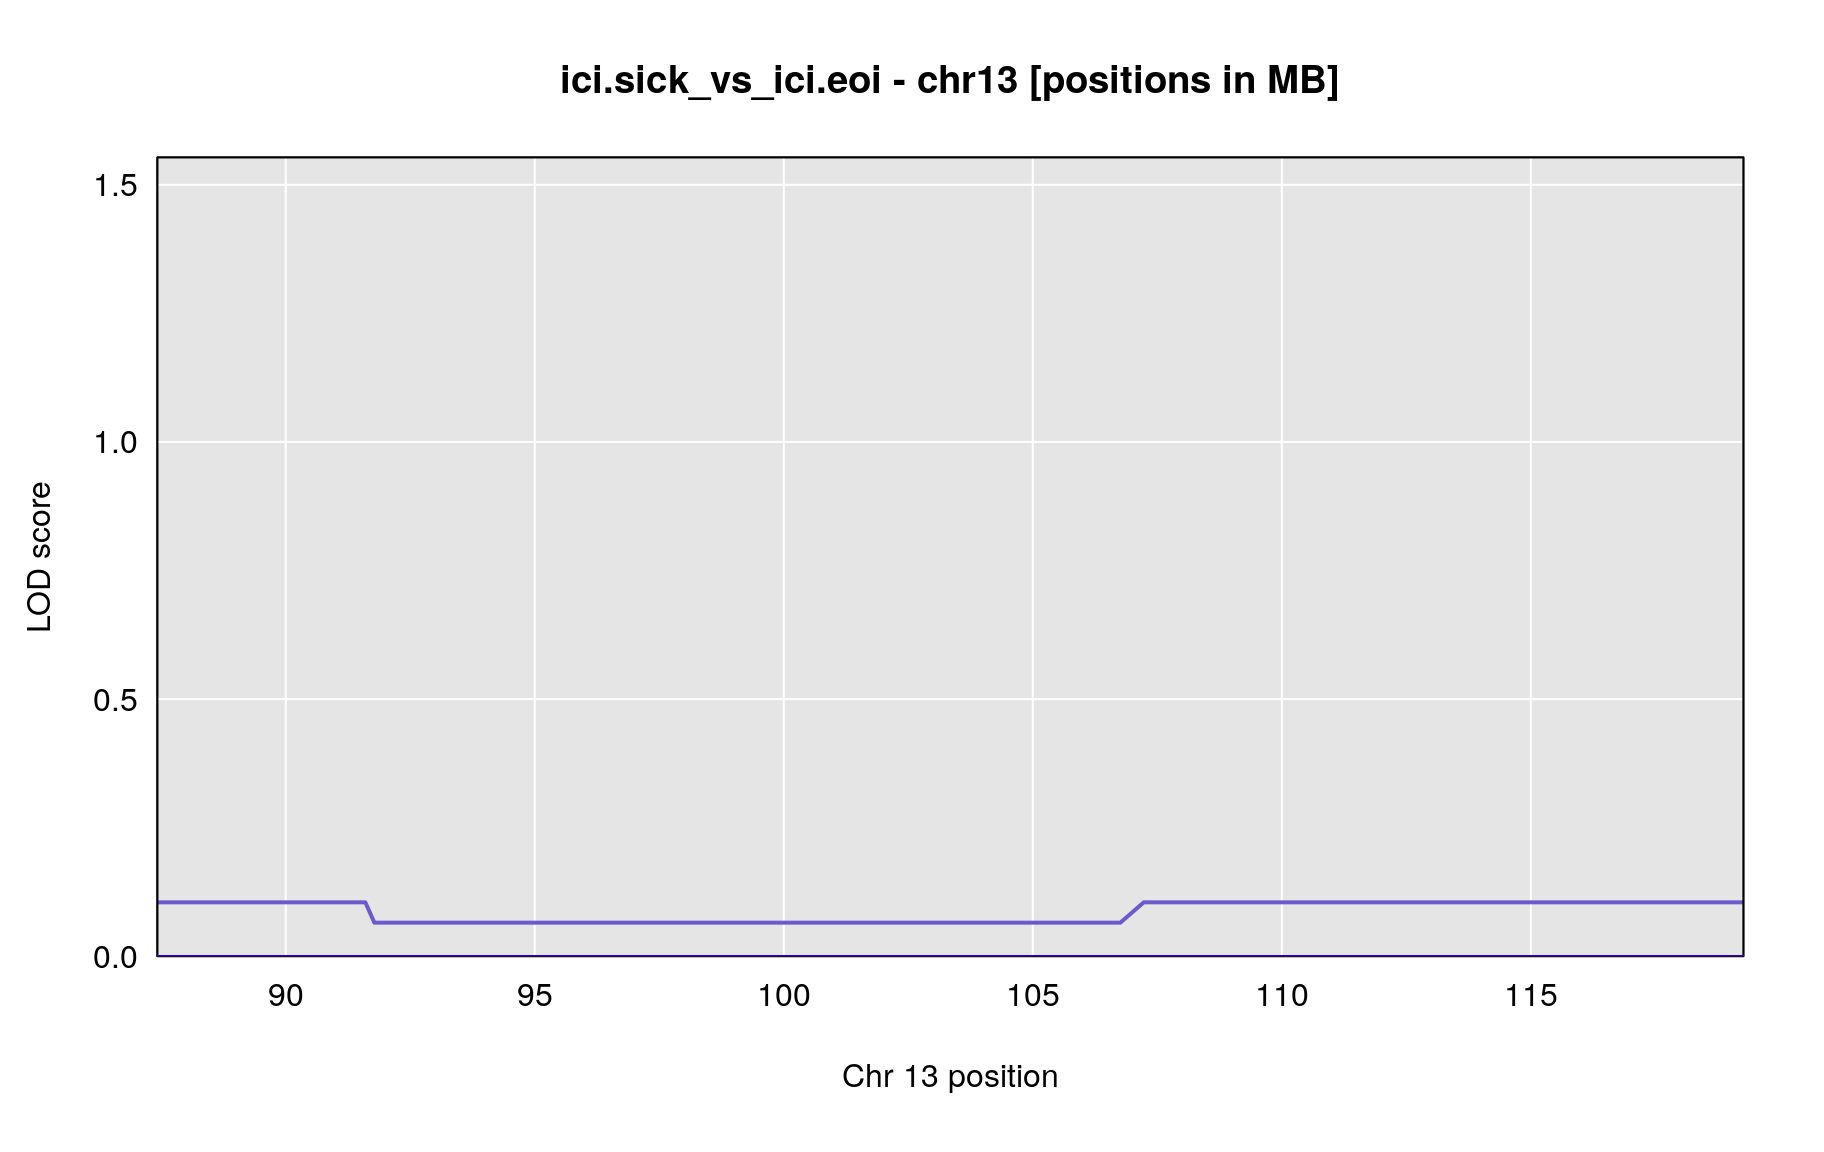 ici.sick_vs_ici.eoi - chr13 [positions in MB]
1.5
1.0
0.5
0.0
LOD score
90 95 100 105 110 115
Chr 13 position